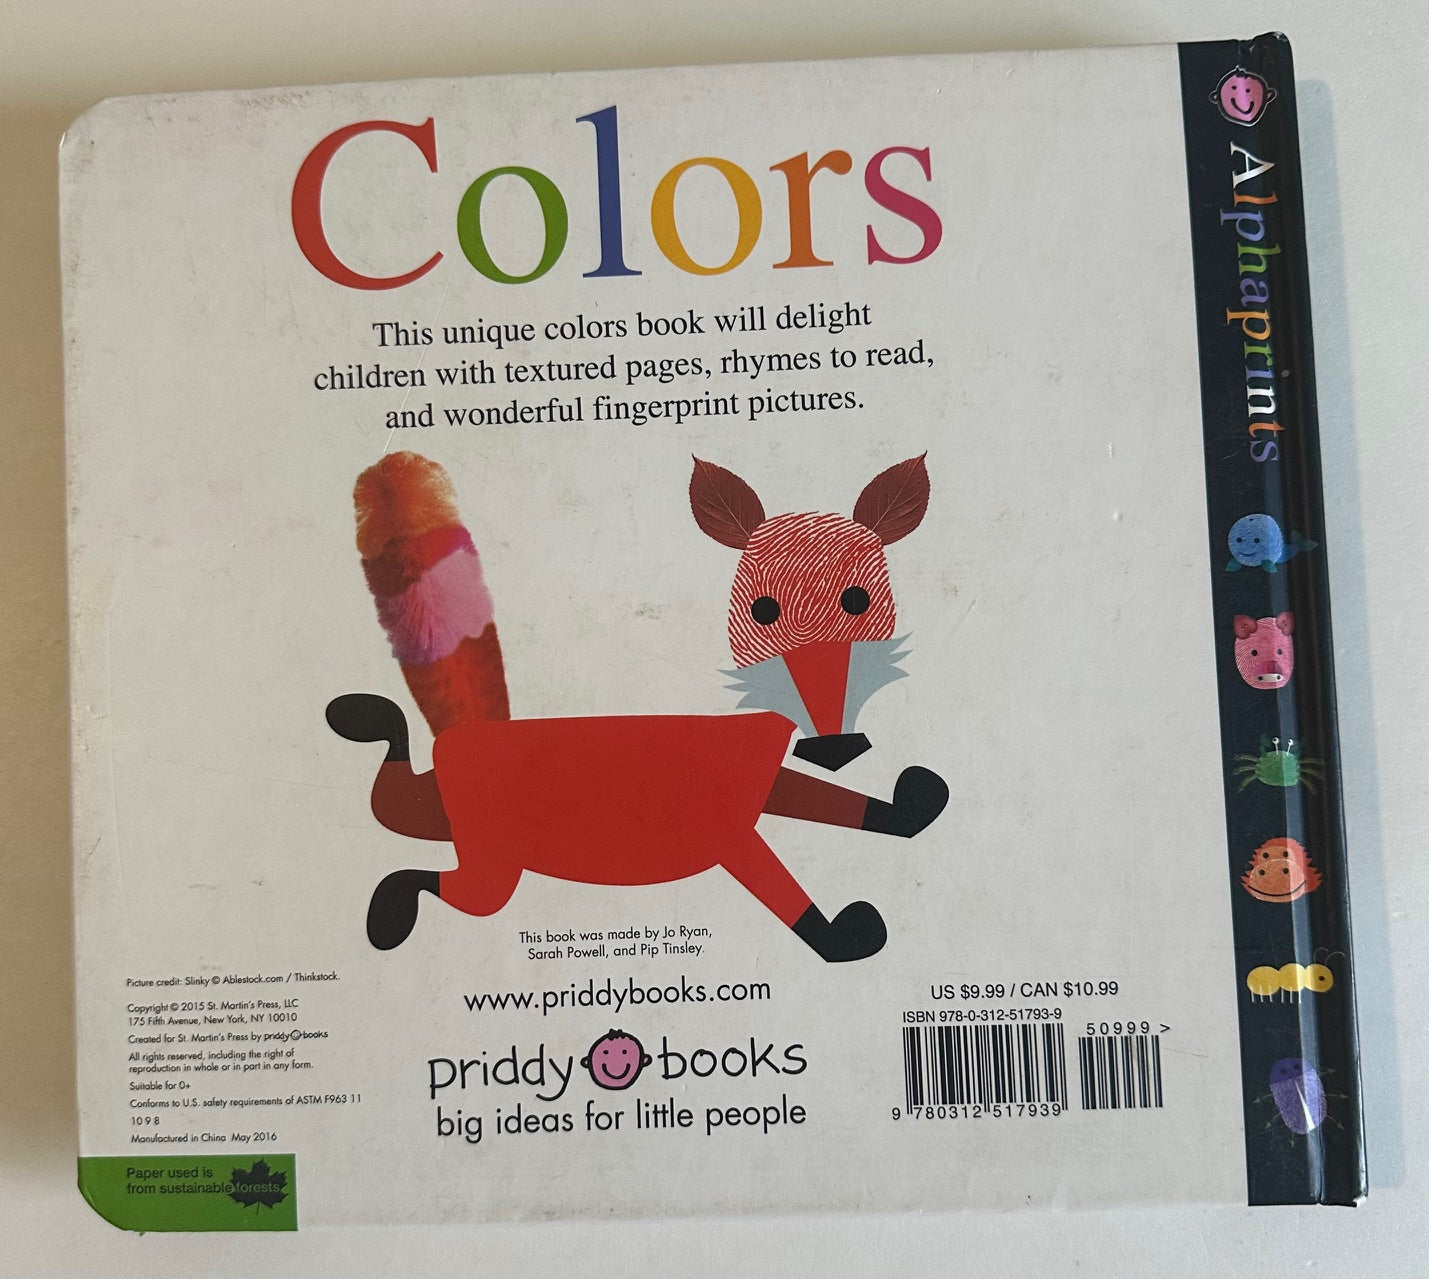 Colors
This unique colors book will delight
children with textured pages, rhymes to read,
and wonderful fingerprint pictures.
This book was made by Jo Ryan,
Sarah Powell, and Pip Tinsley.
www.priddybooks.com
priddy books
big ideas for little people
Picture credit: Slinky © Ablestock.com / Thinkstock.
Copyright © 2015 St. Martin's Press, LLC
175 Fifth Avenue, New York, NY 10010
Created for St. Martin's Press by priddy books
All rights reserved, including the right of
reproduction in whole or in part in any form.
Suitable for 0+
Conforms to U.S. safety requirements of ASTM F963 11
10 9 8
Manufactured in China May 2016
Paper used is
from sustainable forests
US $9.99 / CAN $10.99
ISBN 978-0-312-51793-9
50999 >
9 780312 517939
Alphaprints